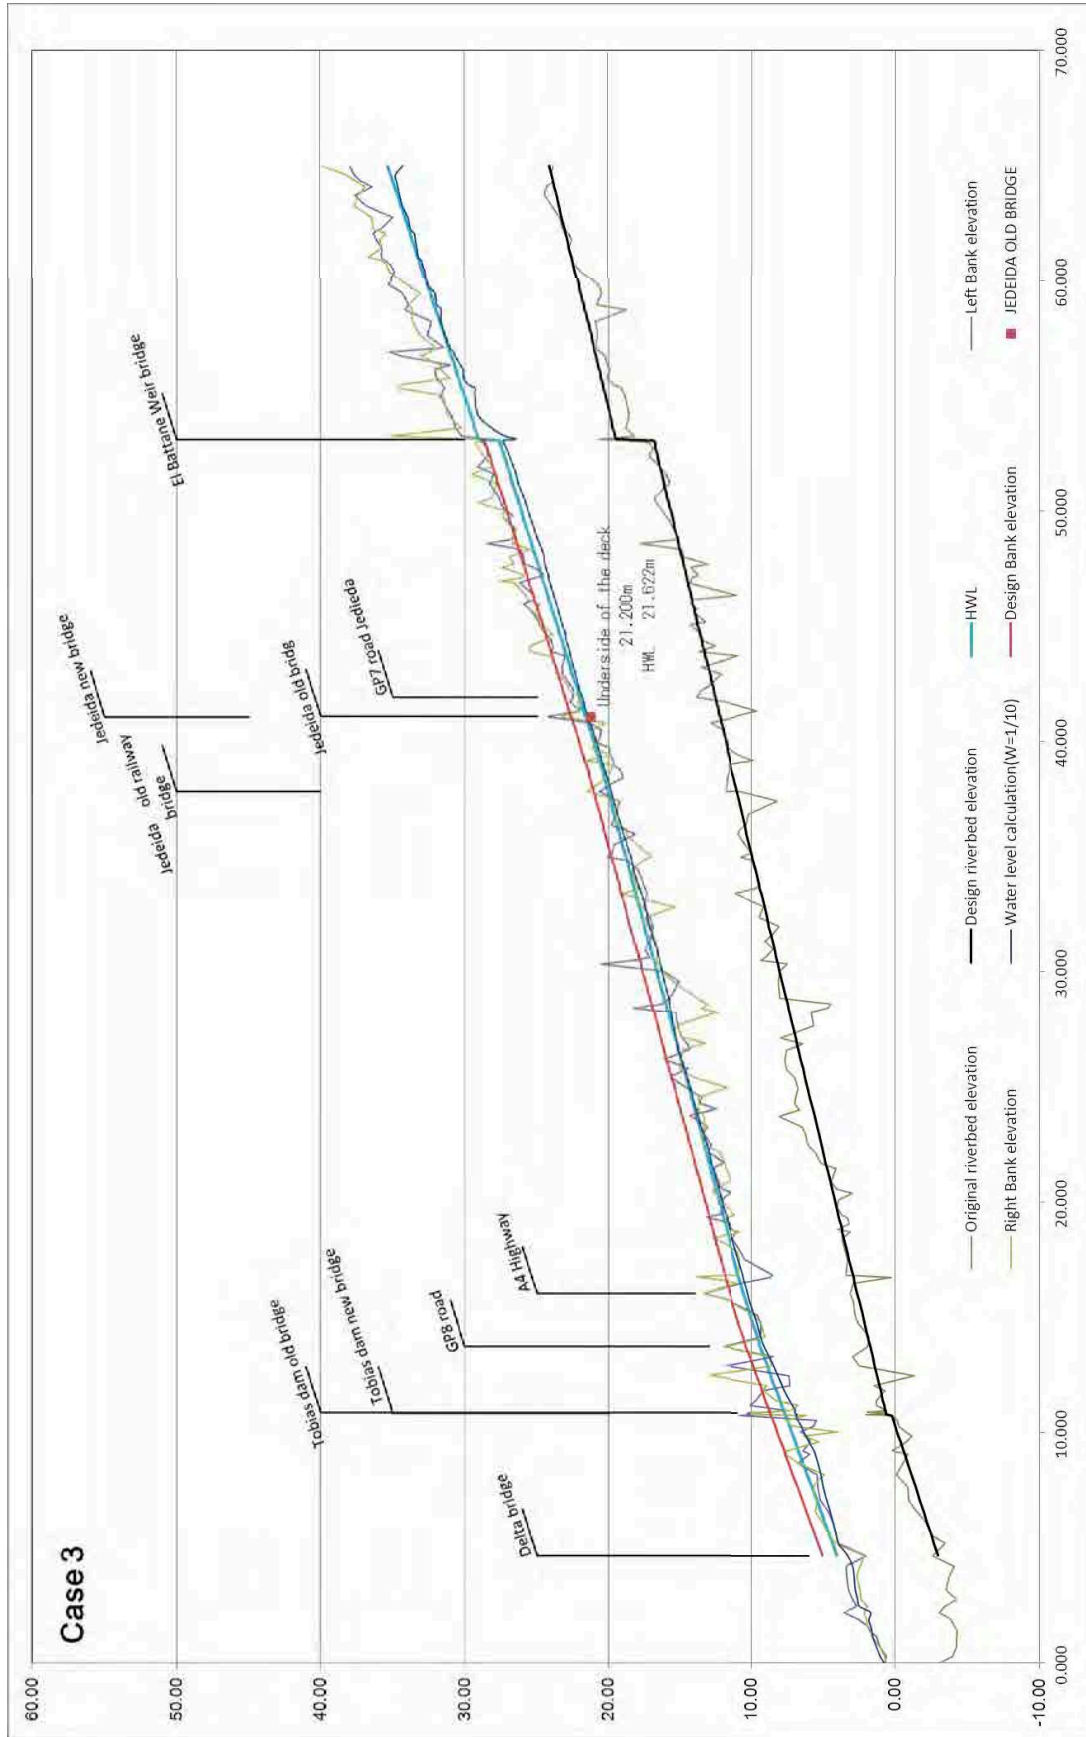 Case 3
60.00
50.00
40.00
30.00
20.00
10.00
0.00
-10.00
0.000
10.000
20.000
30.000
40.000
50.000
60.000
70.000
Delta bridge
Tobias dam old bridge
Tobias dam new bridge
GP8 road
A4 Highway
Jedeida old railway
bridge
Jedeida new bridge
Jedeida old bridg
GP7 road Jedieda
El Battane Weir bridge
Underside of the deck
21.200m
HWL 21.622m
Original riverbed elevation
Design riverbed elevation
HWL
Left Bank elevation
Right Bank elevation
Water level calculation(W=1/10)
Design Bank elevation
JEDEIDA OLD BRIDGE